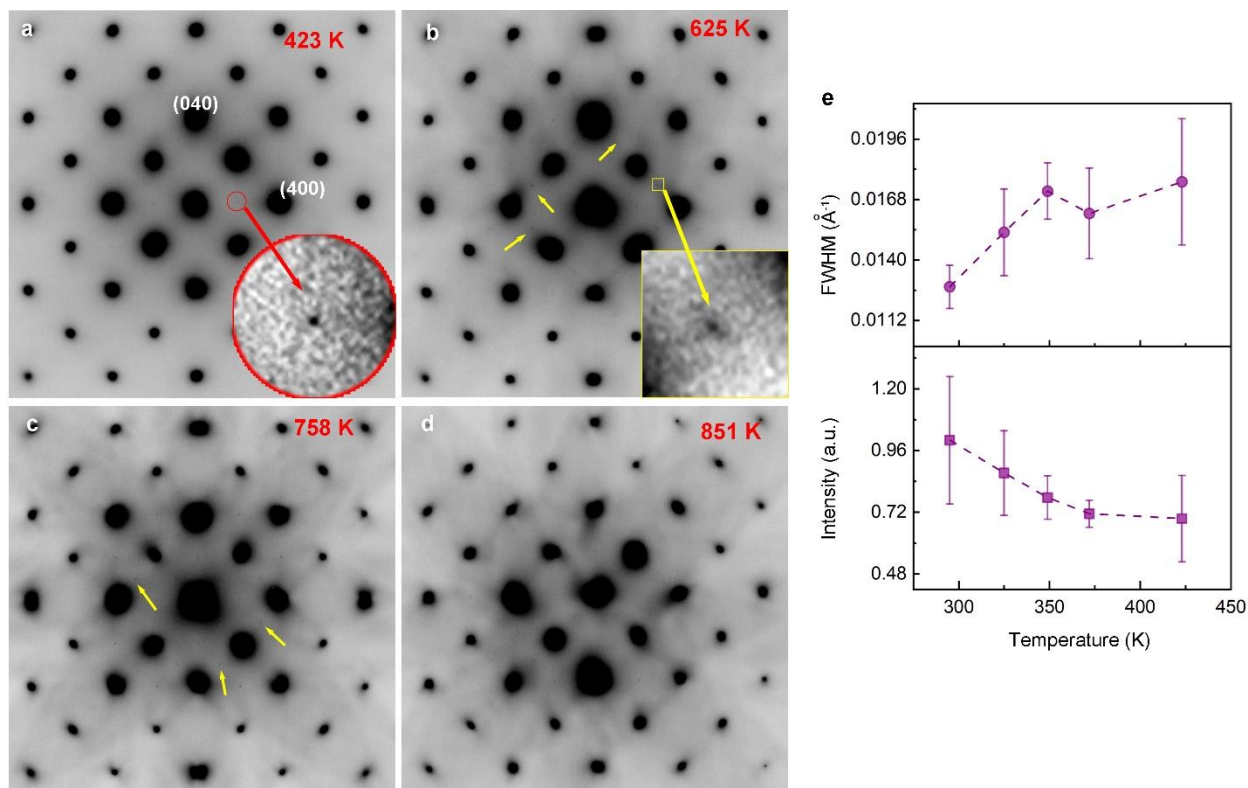 a
423 K
(040)
(400)
b
625 K
c
758 K
d
851 K
e
0.0196
0.0168
0.0140
0.0112
FWHM (Å⁻¹)
1.20
0.96
0.72
0.48
Intensity (a.u.)
300
350
400
450
Temperature (K)